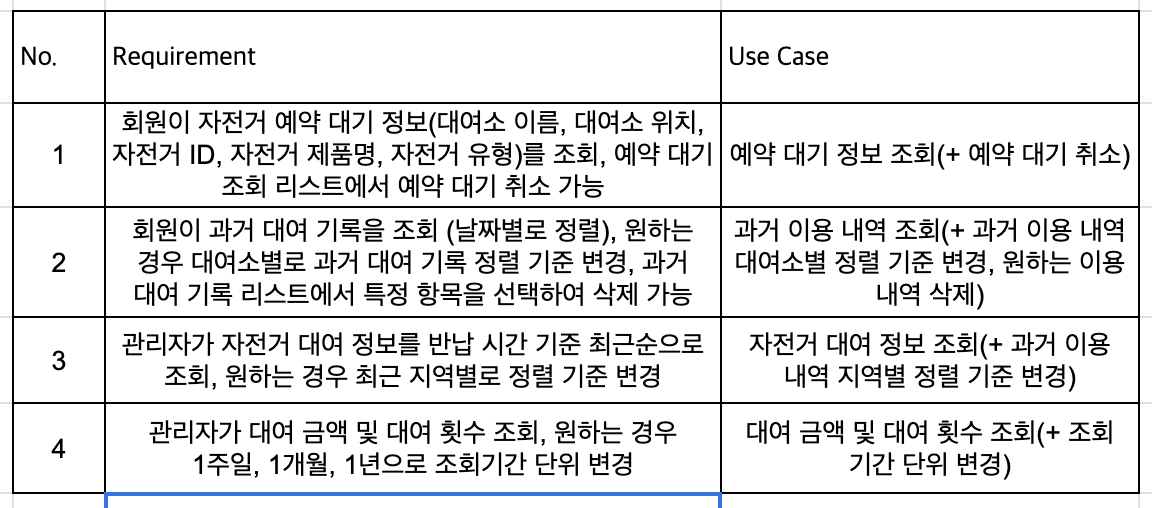 No.
Requirement
Use Case
1
회원이 자전거 예약 대기 정보(대여소 이름, 대여소 위치,
자전거 ID, 자전거 제품명, 자전거 유형)를 조회, 예약 대기
조회 리스트에서 예약 대기 취소 가능
예약 대기 정보 조회(+ 예약 대기 취소)
2
회원이 과거 대여 기록을 조회 (날짜별로 정렬), 원하는
경우 대여소별로 과거 대여 기록 정렬 기준 변경, 과거
대여 기록 리스트에서 특정 항목을 선택하여 삭제 가능
과거 이용 내역 조회(+ 과거 이용 내역
대여소별 정렬 기준 변경, 원하는 이용
내역 삭제)
3
관리자가 자전거 대여 정보를 반납 시간 기준 최근순으로
조회, 원하는 경우 최근 지역별로 정렬 기준 변경
자전거 대여 정보 조회(+ 과거 이용
내역 지역별 정렬 기준 변경)
4
관리자가 대여 금액 및 대여 횟수 조회, 원하는 경우
1주일, 1개월, 1년으로 조회기간 단위 변경
대여 금액 및 대여 횟수 조회(+ 조회
기간 단위 변경)